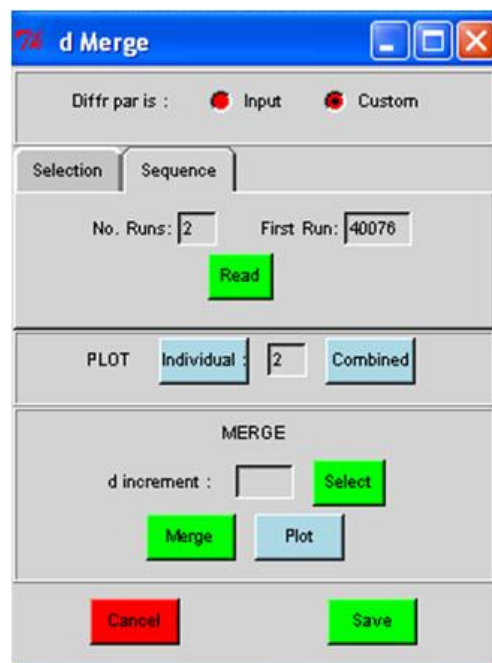 d Merge
Diffr par is : Input Custom
Selection Sequence
No. Runs: 2 First Run: 40076
Read
PLOT Individual : 2 Combined
MERGE
d increment : Select
Merge Plot
Cancel Save